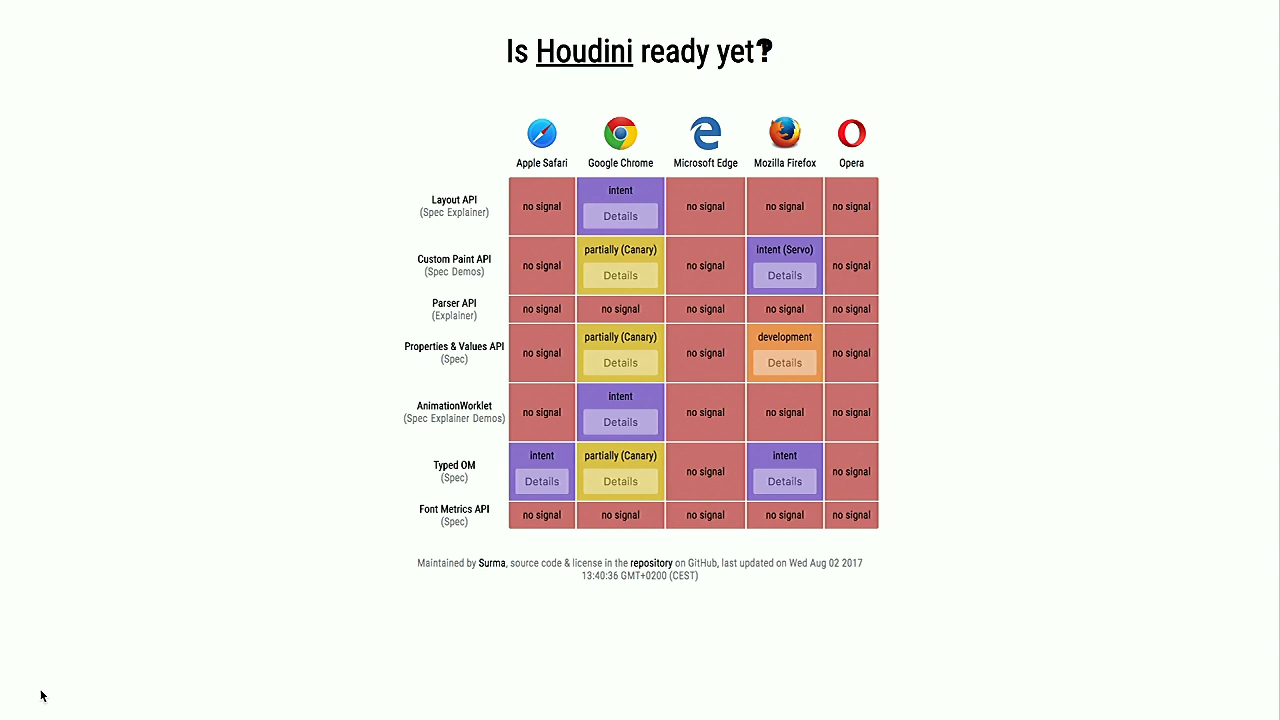 Is Houdini ready yet‽
Apple Safari Google Chrome Microsoft Edge Mozilla Firefox Opera
Layout API
(Spec Explainer)
no signal intent Details no signal no signal no signal
Custom Paint API
(Spec Demos)
no signal partially (Canary) Details no signal intent (Servo) Details no signal
Parser API
(Explainer)
no signal no signal no signal no signal no signal
Properties & Values API
(Spec)
no signal partially (Canary) Details no signal development Details no signal
AnimationWorklet
(Spec Explainer Demos)
no signal intent Details no signal no signal no signal
Typed OM
(Spec)
intent Details partially (Canary) Details no signal intent Details no signal
Font Metrics API
(Spec)
no signal no signal no signal no signal no signal
Maintained by Surma, source code & license in the repository on GitHub, last updated on Wed Aug 02 2017
13:40:36 GMT+0200 (CEST)